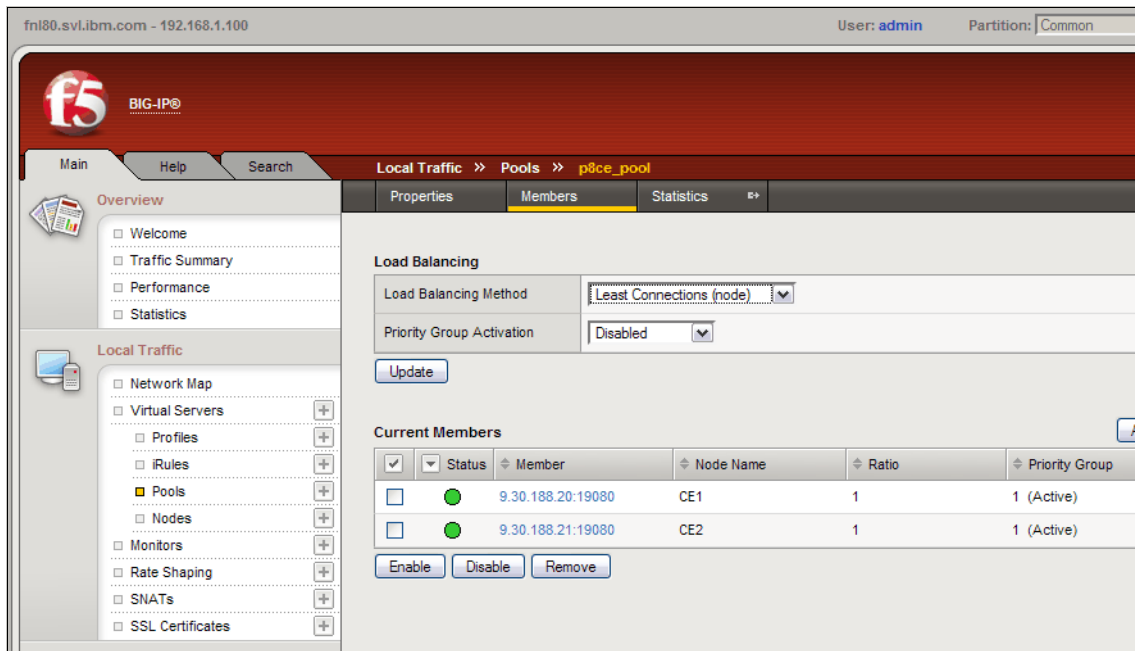 fnl80.svl.ibm.com - 192.168.1.100 User: admin Partition: Common
f5 BIG-IP®
Main Help Search Local Traffic » Pools » p8ce_pool
Properties Members Statistics
Overview
Welcome
Traffic Summary
Performance
Statistics
Local Traffic
Network Map
Virtual Servers
Profiles
iRules
Pools
Nodes
Monitors
Rate Shaping
SNATs
SSL Certificates
Load Balancing
Load Balancing Method Least Connections (node)
Priority Group Activation Disabled
Update
Current Members
Status Member Node Name Ratio Priority Group
9.30.188.20:19080 CE1 1 1 (Active)
9.30.188.21:19080 CE2 1 1 (Active)
Enable Disable Remove